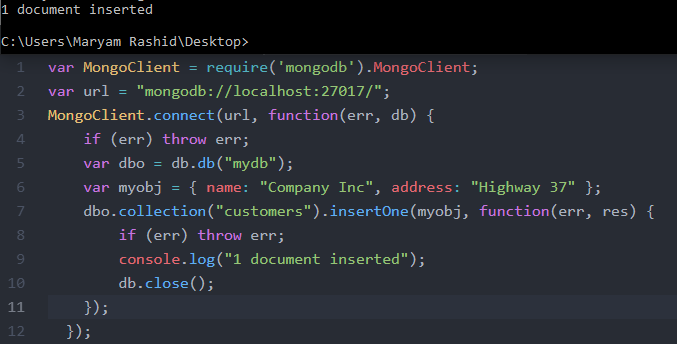 1 document inserted
C:\Users\Maryam Rashid\Desktop>
1 var MongoClient = require('mongodb').MongoClient;
2 var url = "mongodb://localhost:27017/";
3 MongoClient.connect(url, function(err, db) {
4     if (err) throw err;
5     var dbo = db.db("mydb");
6     var myobj = { name: "Company Inc", address: "Highway 37" };
7     dbo.collection("customers").insertOne(myobj, function(err, res) {
8         if (err) throw err;
9         console.log("1 document inserted");
10         db.close();
11     });
12   });